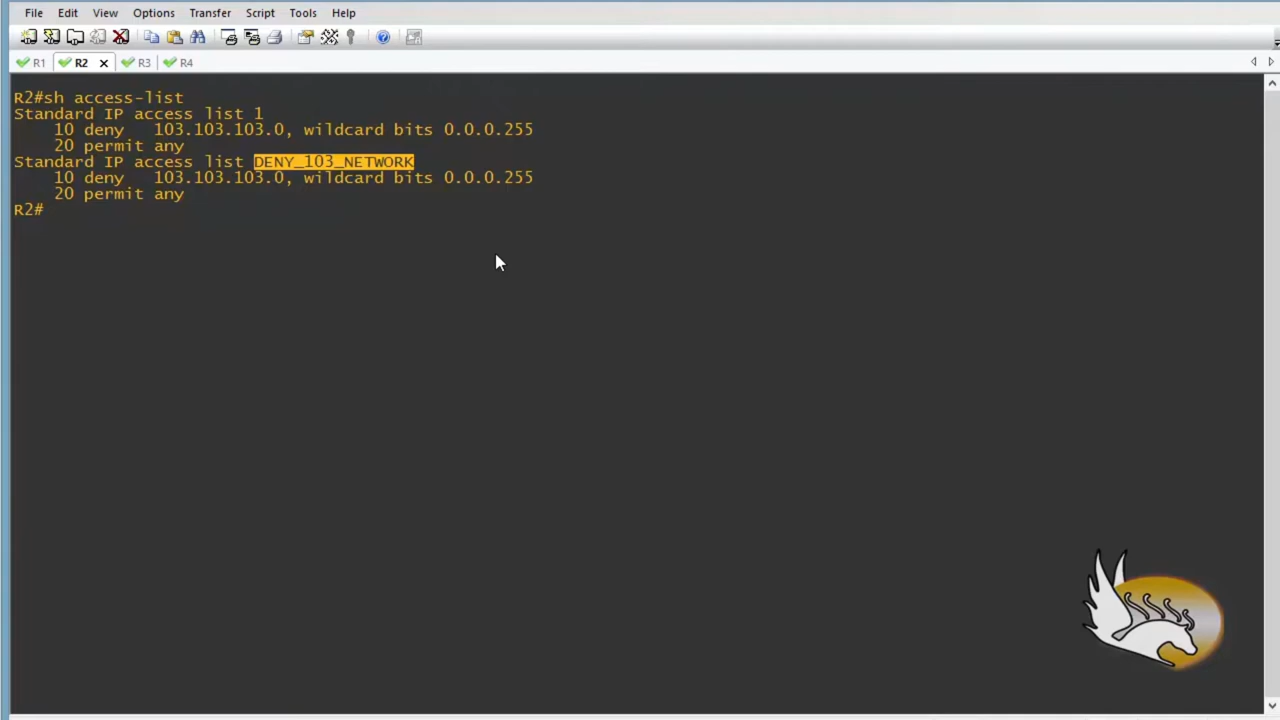 File Edit View Options Transfer Script Tools Help
R1 R2 R3 R4
R2#sh access-list
Standard IP access list 1
    10 deny   103.103.103.0, wildcard bits 0.0.0.255
    20 permit any
Standard IP access list DENY_103_NETWORK
    10 deny   103.103.103.0, wildcard bits 0.0.0.255
    20 permit any
R2#